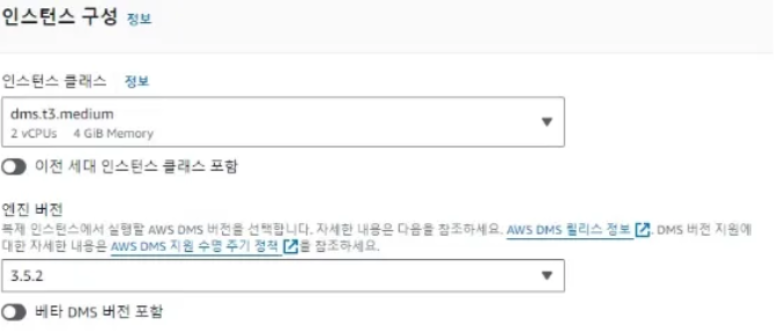 인스턴스 구성 정보
인스턴스 클래스 정보
dms.t3.medium
2 vCPUs 4 GiB Memory
이전 세대 인스턴스 클래스 포함
엔진 버전
복제 인스턴스에서 실행할 AWS DMS 버전을 선택합니다. 자세한 내용은 다음을 참조하세요. AWS DMS 릴리스 정보. DMS 버전 지원에
대한 자세한 내용은 AWS DMS 지원 수명 주기 정책을 참조하세요.
3.5.2
베타 DMS 버전 포함